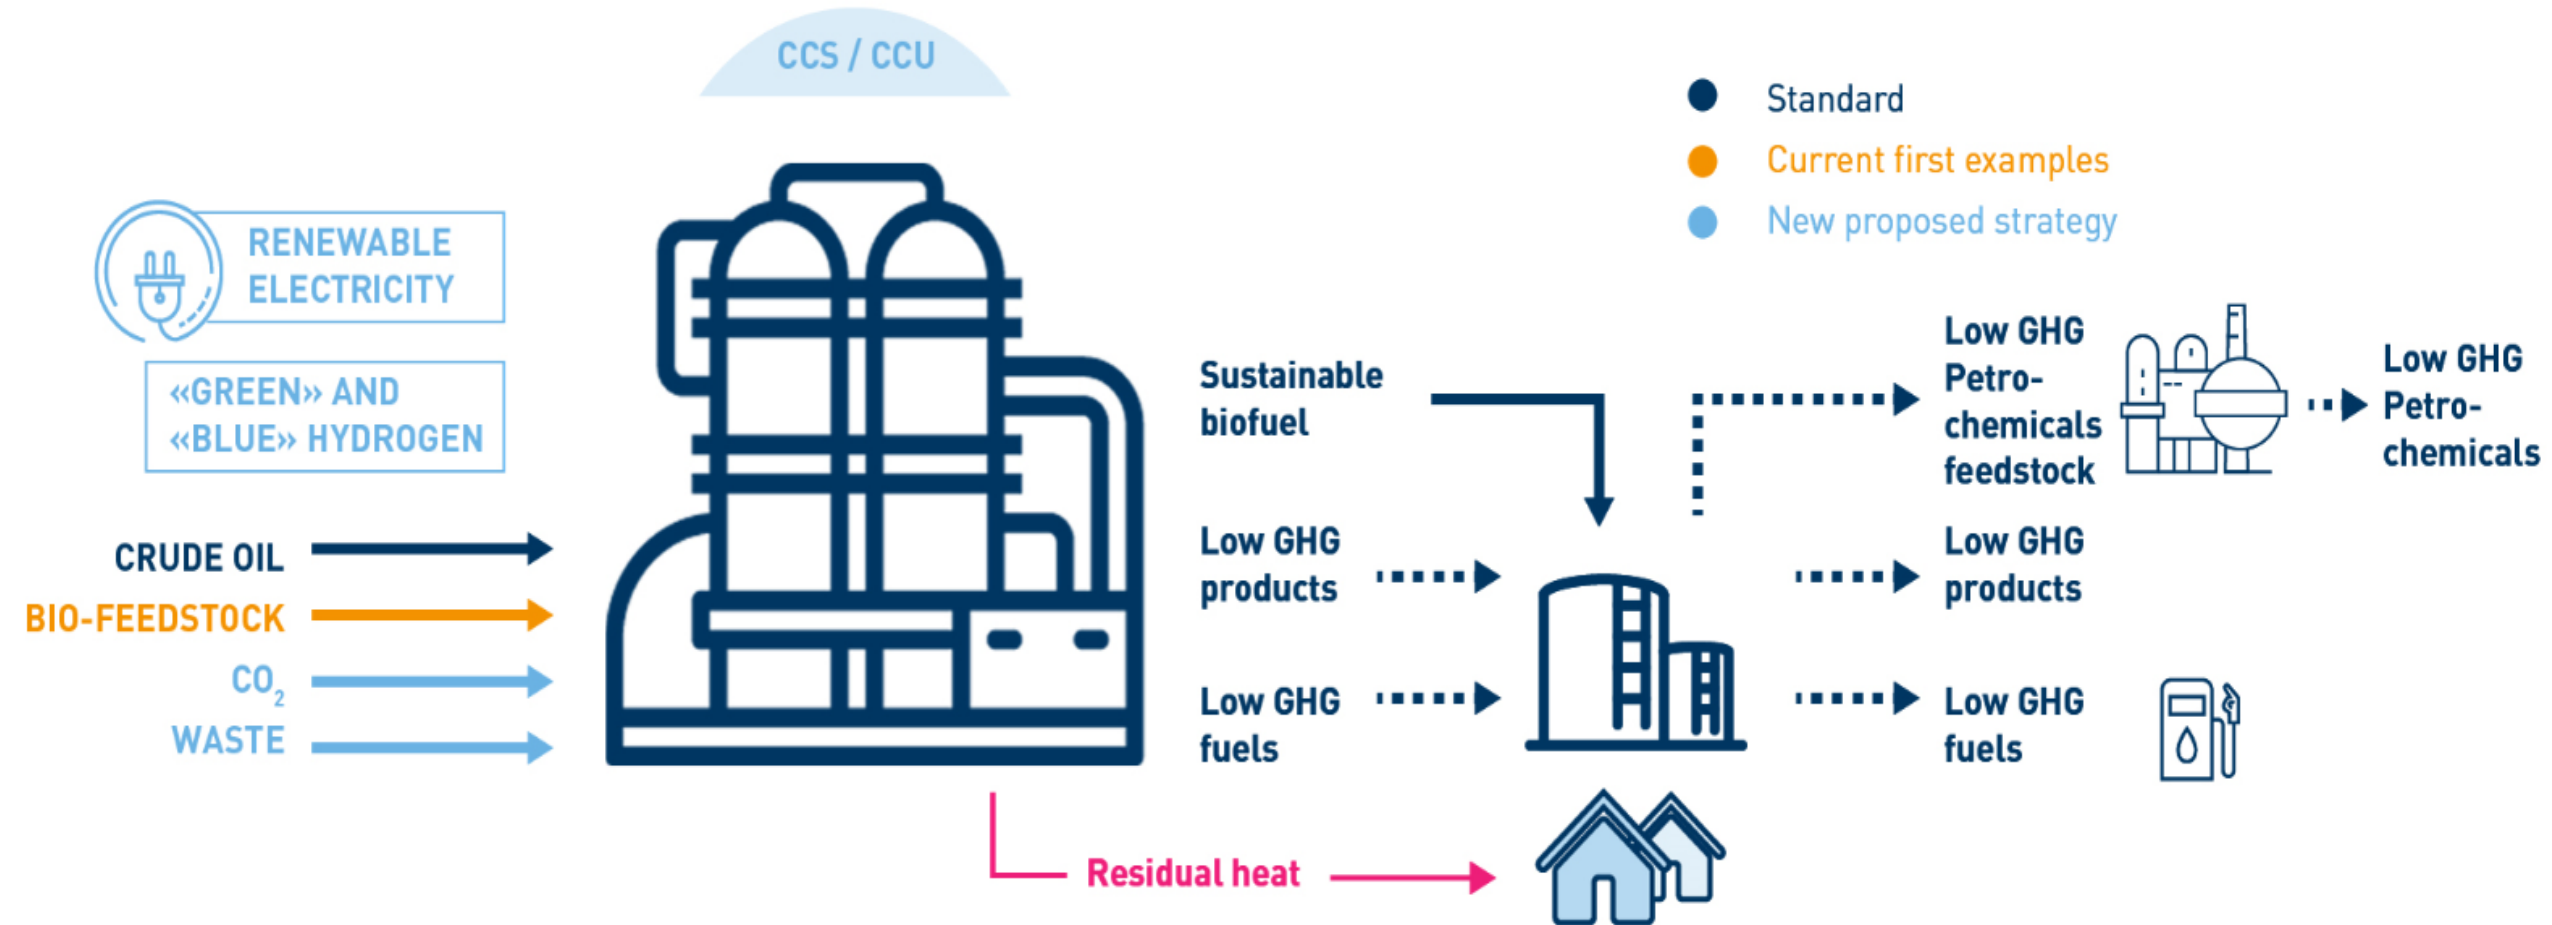 CCS / CCU
Standard
Current first examples
New proposed strategy
RENEWABLE
ELECTRICITY
«GREEN» AND
«BLUE» HYDROGEN
CRUDE OIL
BIO-FEEDSTOCK
CO₂
WASTE
Sustainable
biofuel
Low GHG
products
Low GHG
fuels
Residual heat
Low GHG
Petro-
chemicals
feedstock
Low GHG
Petro-
chemicals
Low GHG
products
Low GHG
fuels